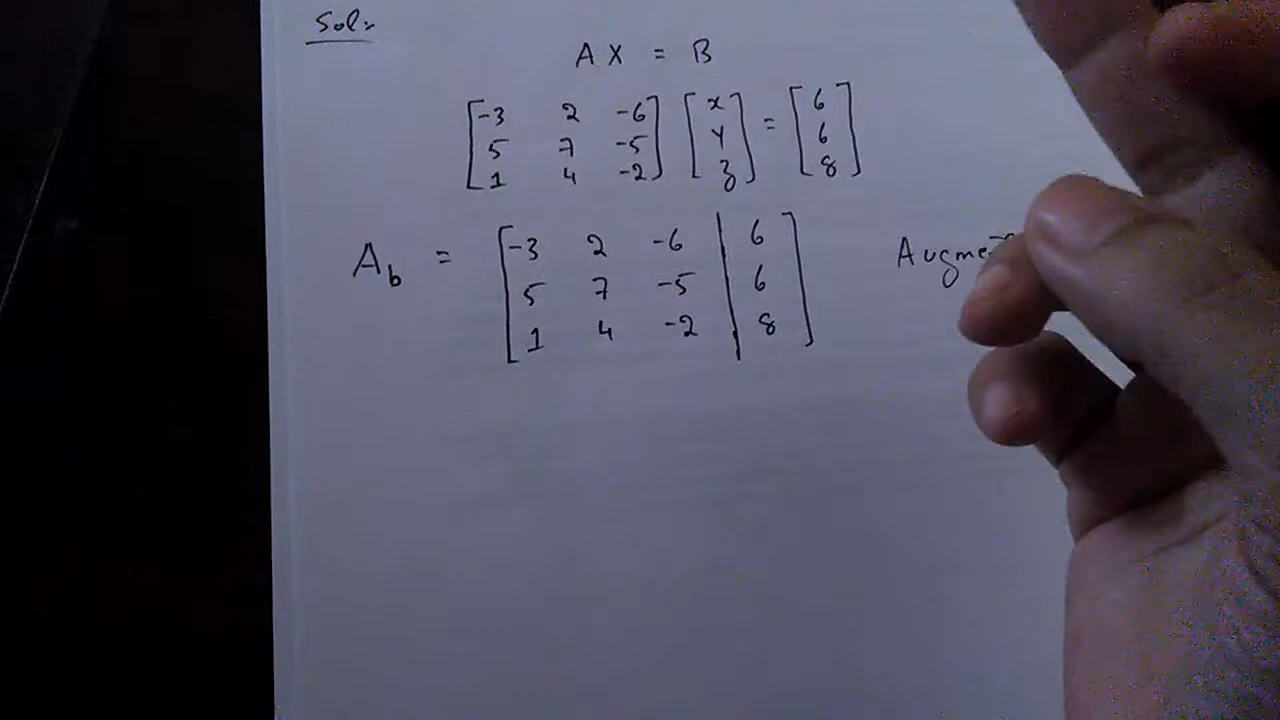 Sol:
A X = B
[-3 2 -6] [x] = [6]
[5 7 -5] [y] [6]
[1 4 -2] [z] [8]
A_b = [-3 2 -6 | 6] 
[5 7 -5 | 6]
[1 4 -2 | 8]